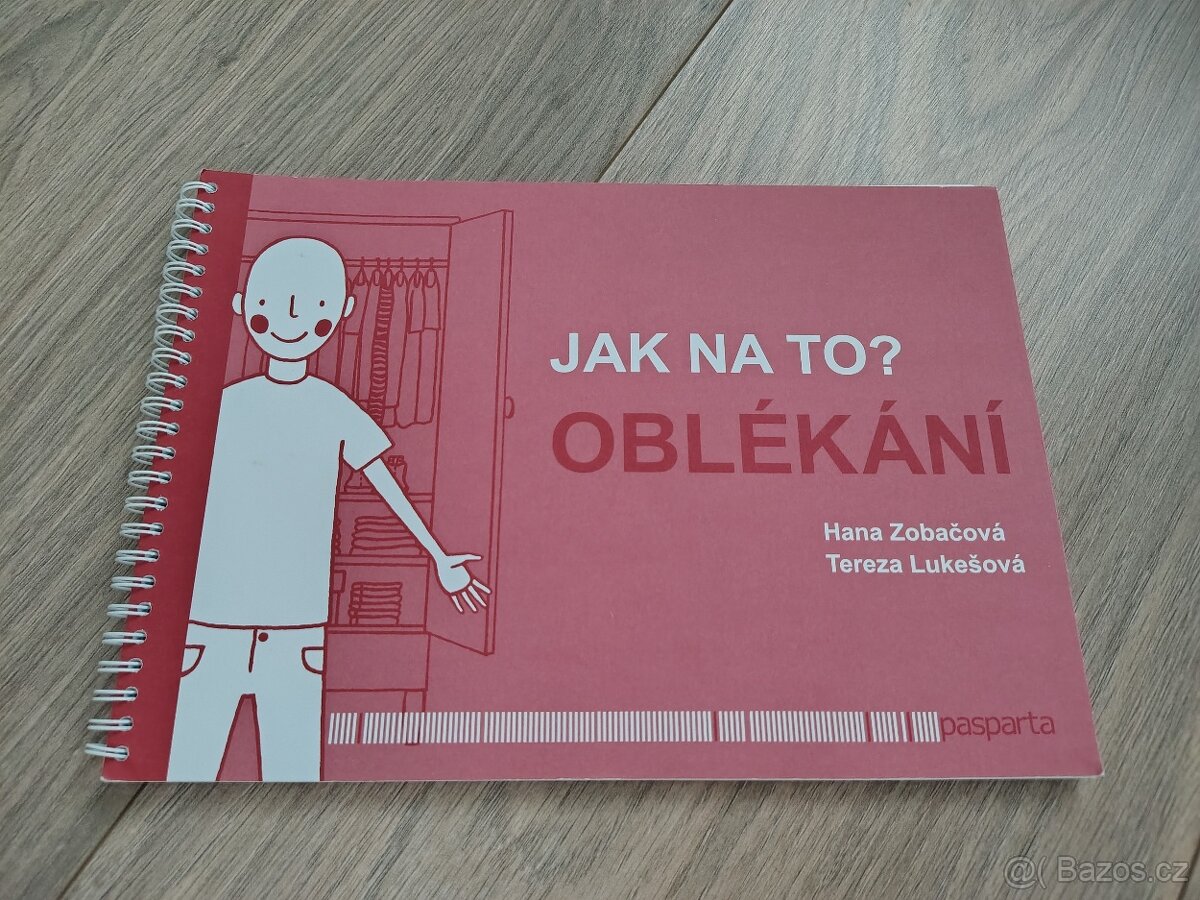 JAK NA TO?
OBLÉKÁNÍ
Hana Zobačová
Tereza Lukešová
pasparta
@( Bazos.cz